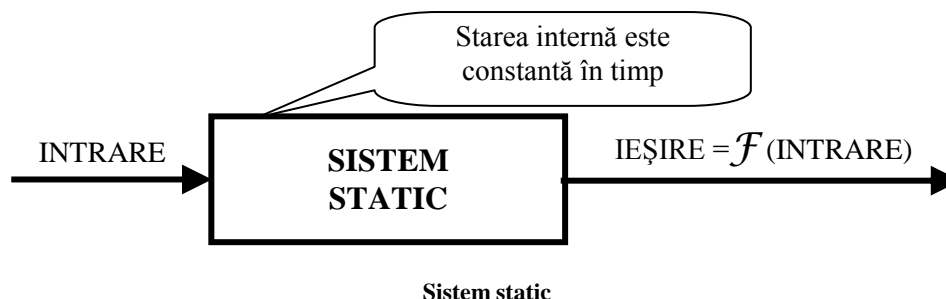 Starea internă este
constantă în timp
INTRARE
SISTEM
STATIC
IEŞIRE = ℱ (INTRARE)
Sistem static